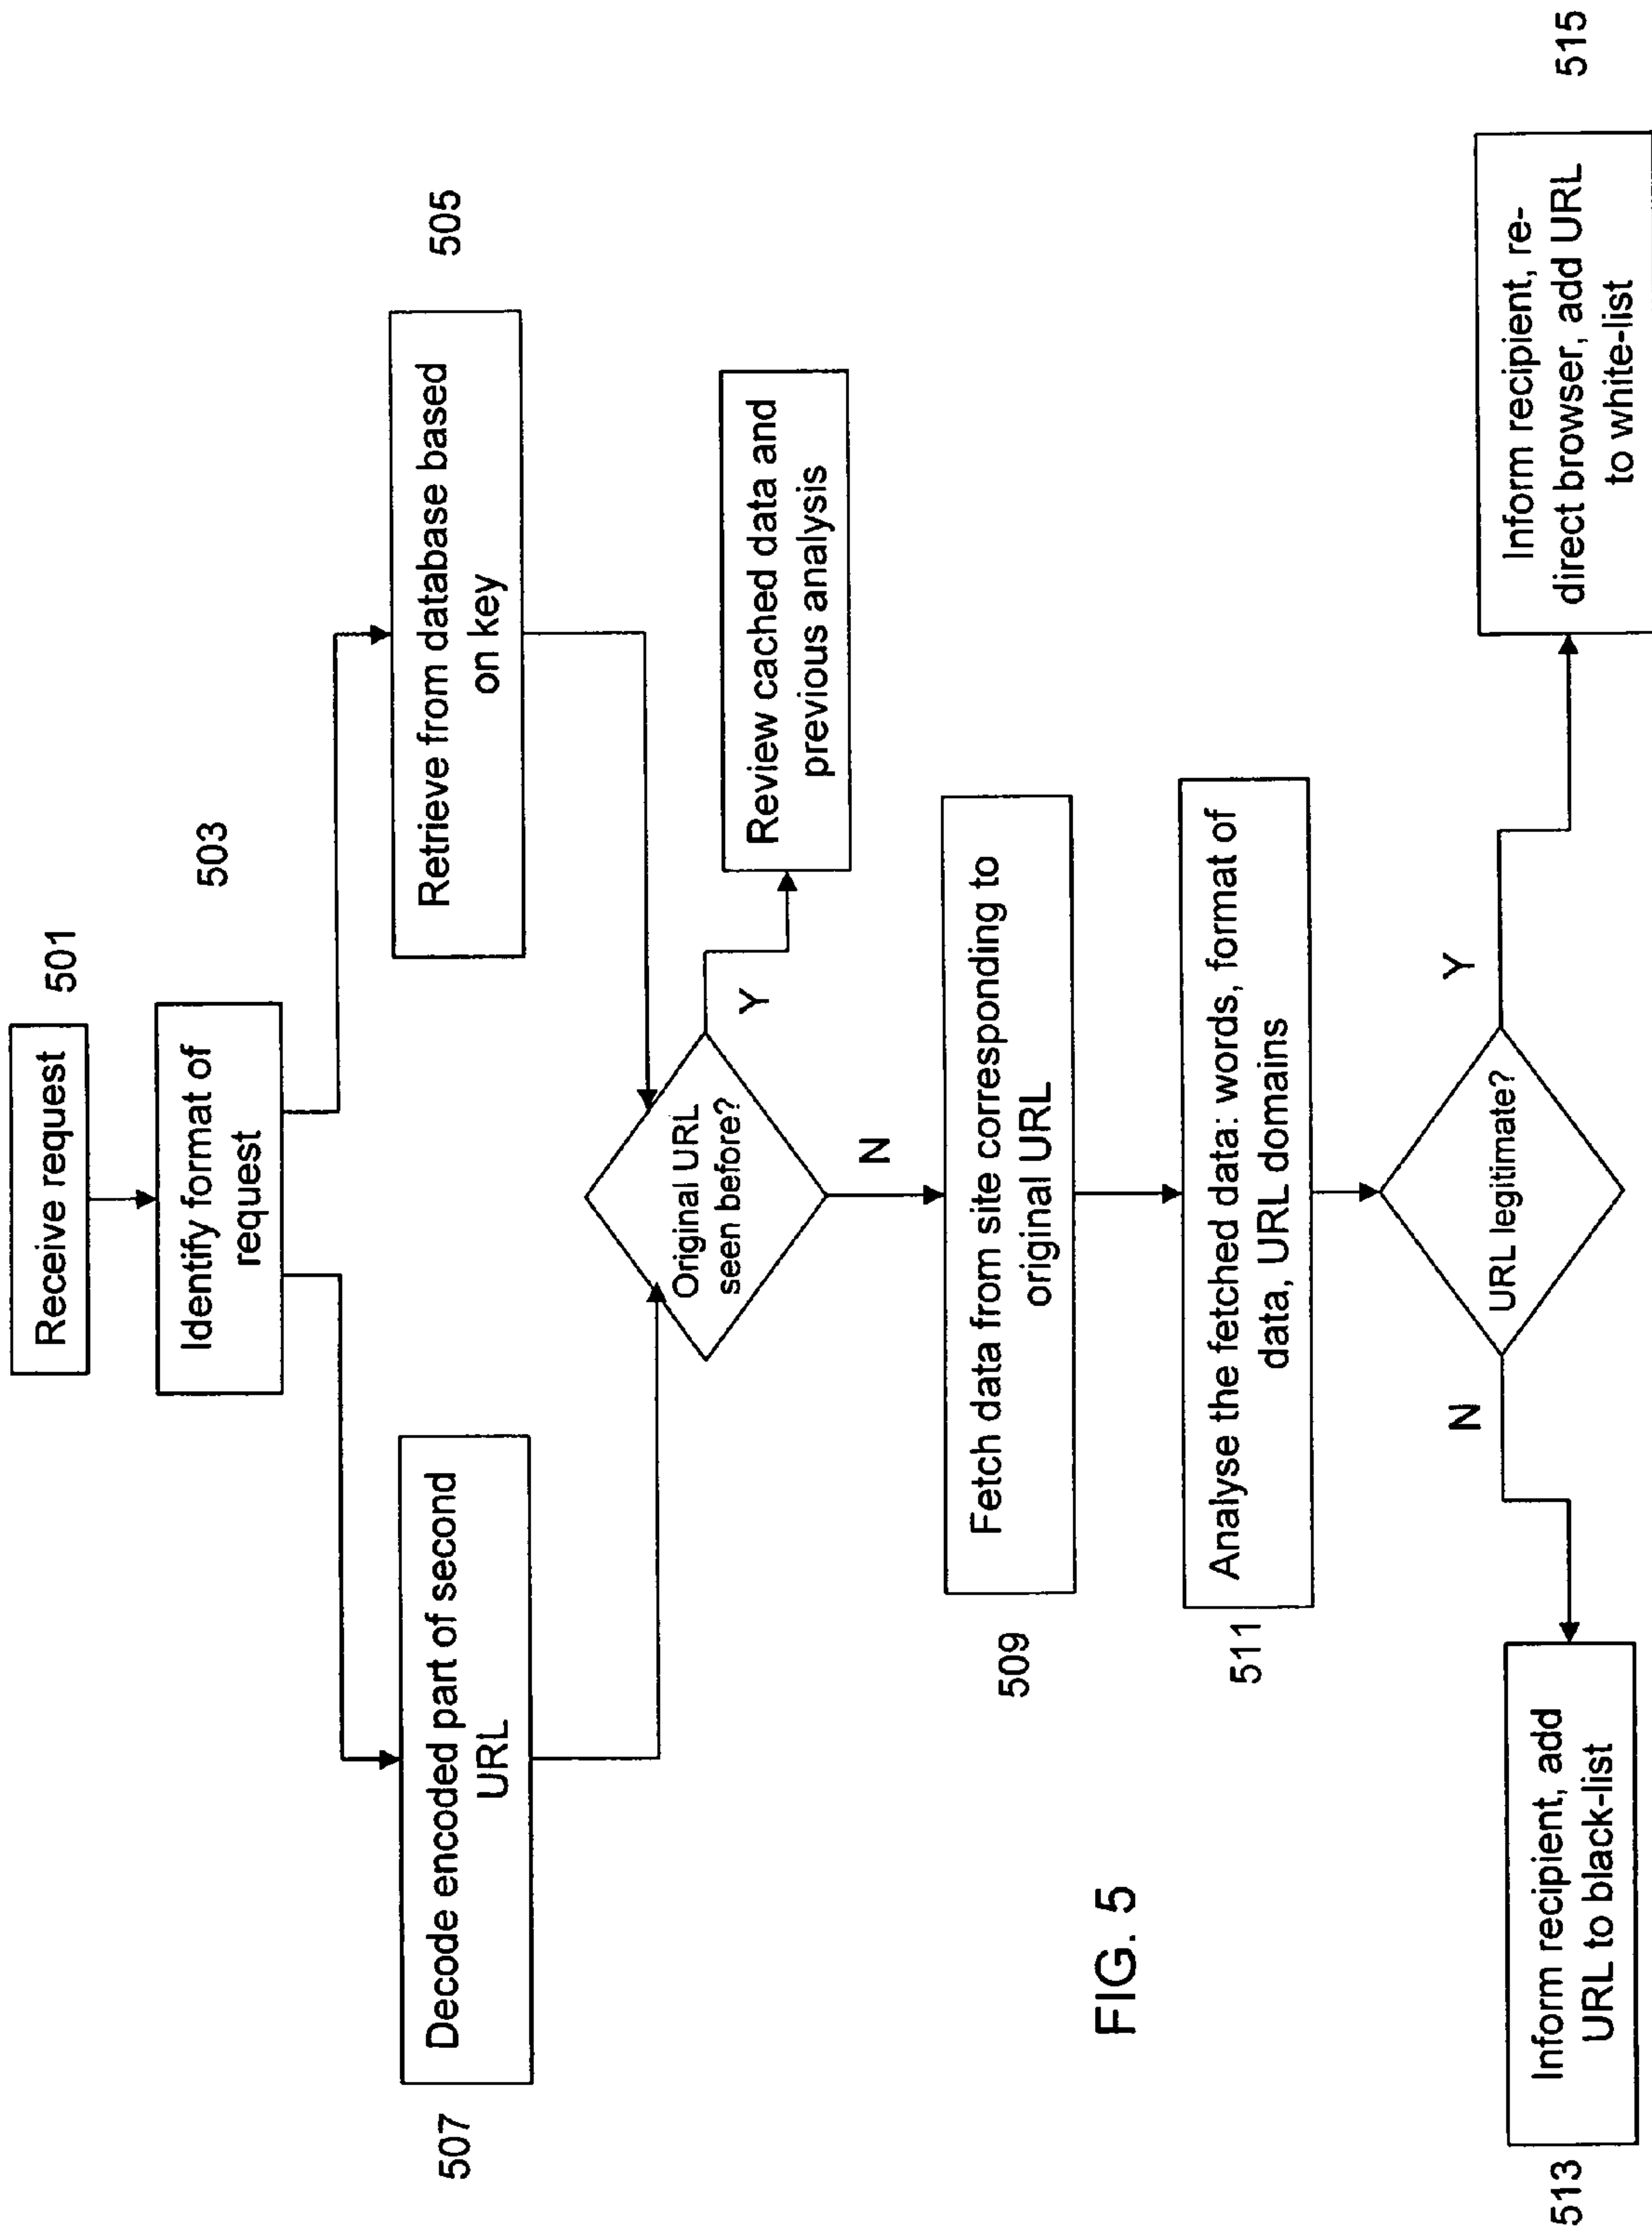 Receive request
501
Identify format of
request
503
Decode encoded part of second
URL
507
Retrieve from database based
on key
505
Original URL
seen before?
Y
N
Review cached data and
previous analysis
Fetch data from site corresponding to
original URL
509
Analyse the fetched data: words, format of
data, URL domains
511
URL legitimate?
N
Y
Inform recipient, add
URL to black-list
513
Inform recipient, re-
direct browser, add URL
to white-list
515
FIG. 5